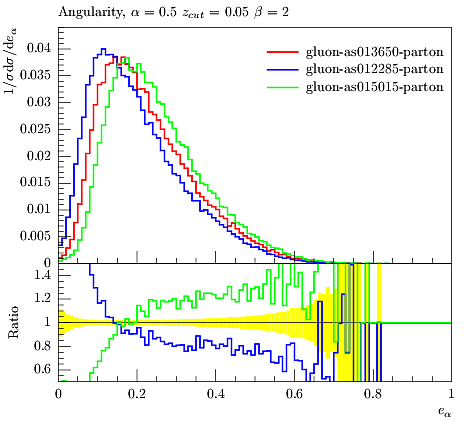 Angularity, α = 0.5 z_cut = 0.05 β = 2
1/σ dσ/de_α
0.04
0.035
0.03
0.025
0.02
0.015
0.01
0.005
0
gluon-as013650-parton
gluon-as012285-parton
gluon-as015015-parton
Ratio
1.4
1.2
1
0.8
0.6
0 0.2 0.4 0.6 0.8 1
e_α